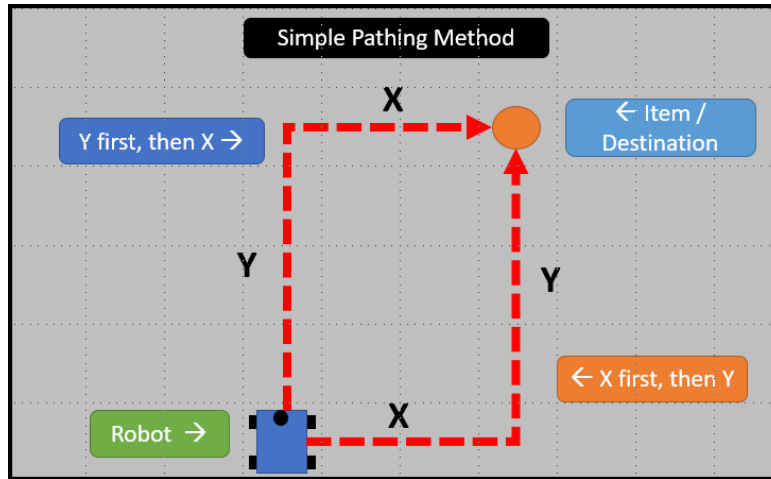 Simple Pathing Method
X
Y first, then X →
← Item /
Destination
Y
Y
← X first, then Y
X
Robot →